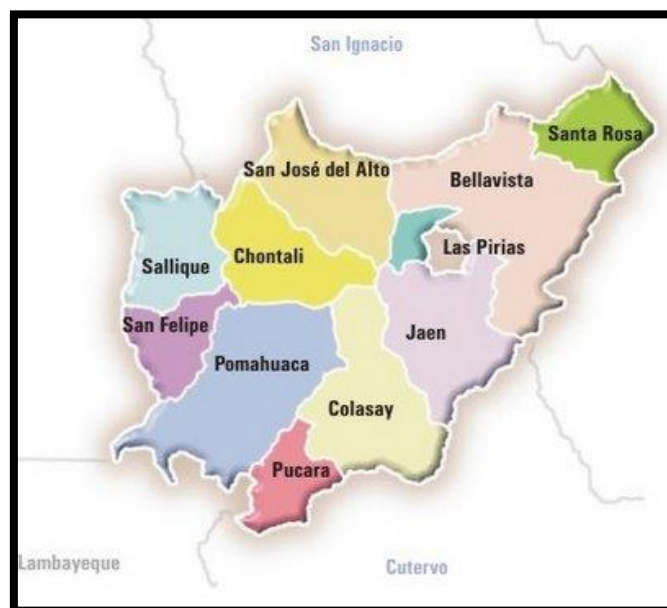 San Ignacio
Santa Rosa
San José del Alto
Bellavista
Chontali
Las Pirias
Sallique
San Felipe
Jaen
Pomahuaca
Colasay
Pucara
Lambayeque
Cutervo